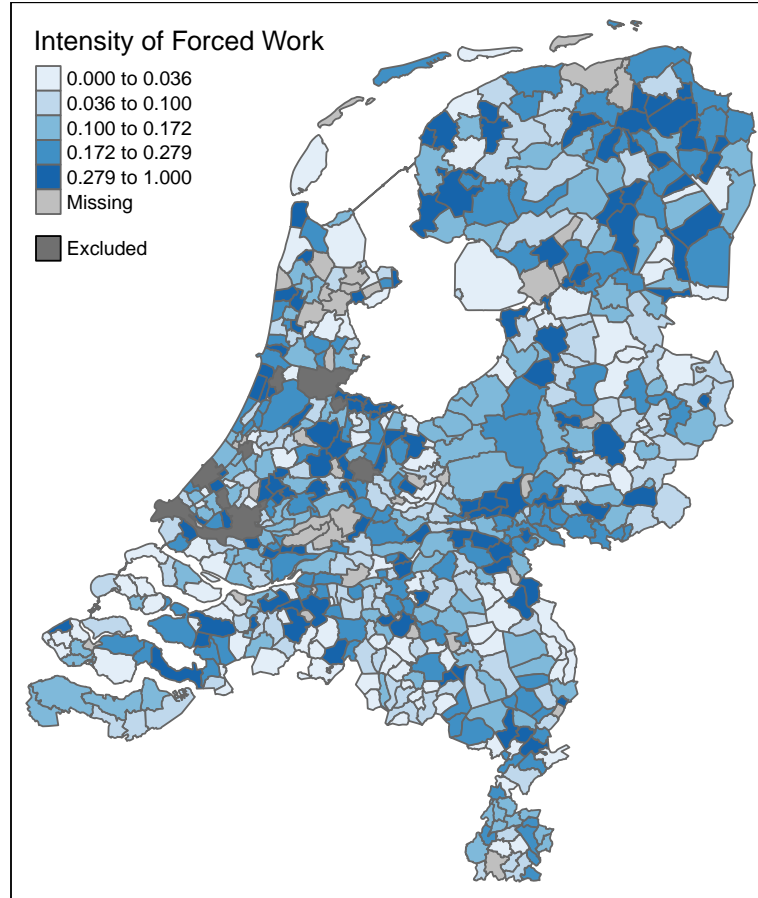 Intensity of Forced Work
0.000 to 0.036
0.036 to 0.100
0.100 to 0.172
0.172 to 0.279
0.279 to 1.000
Missing
Excluded